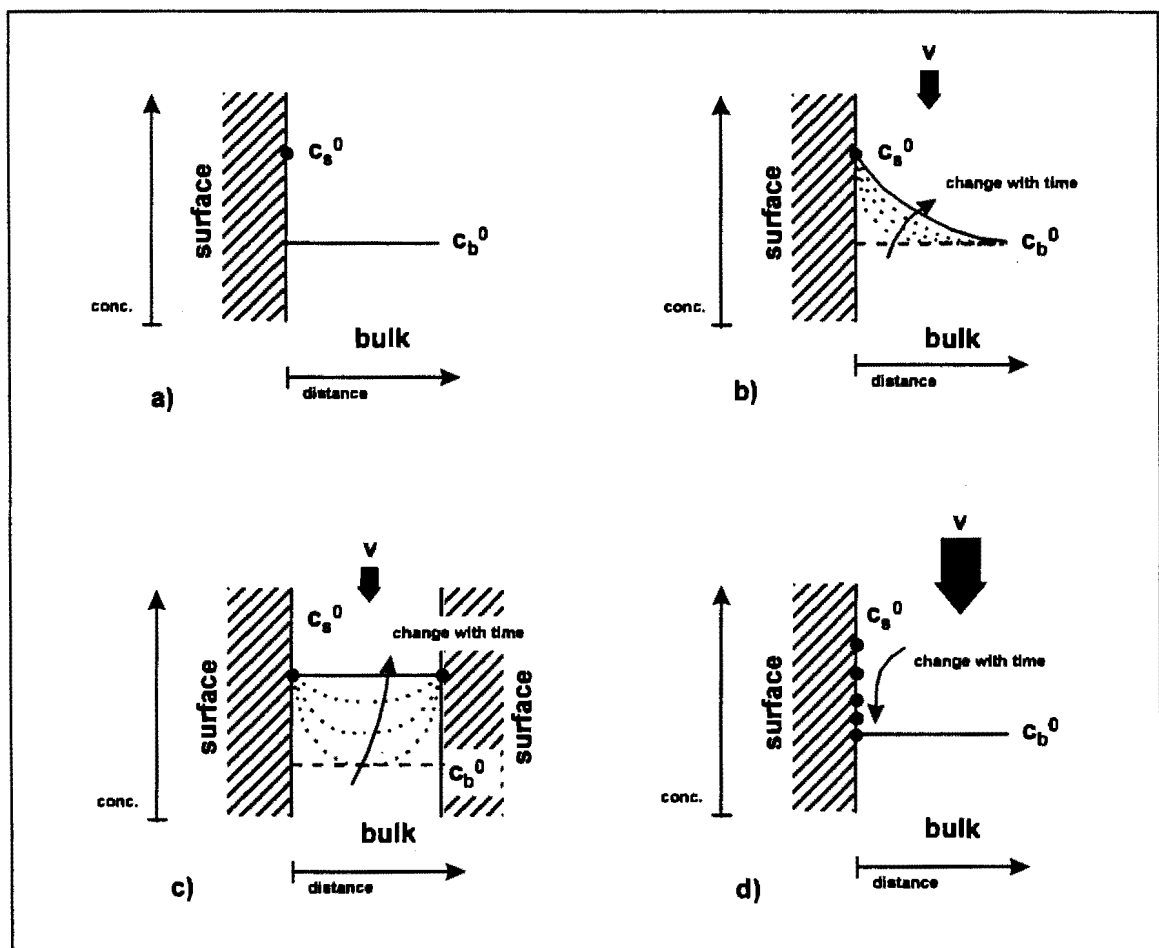 surface
c_s^0
c_b^0
conc.
bulk
distance
a)
v
surface
c_s^0
change with time
c_b^0
conc.
bulk
distance
b)
v
surface
c_s^0
change with time
c_b^0
surface
conc.
bulk
distance
c)
v
surface
c_s^0
change with time
c_b^0
conc.
bulk
distance
d)